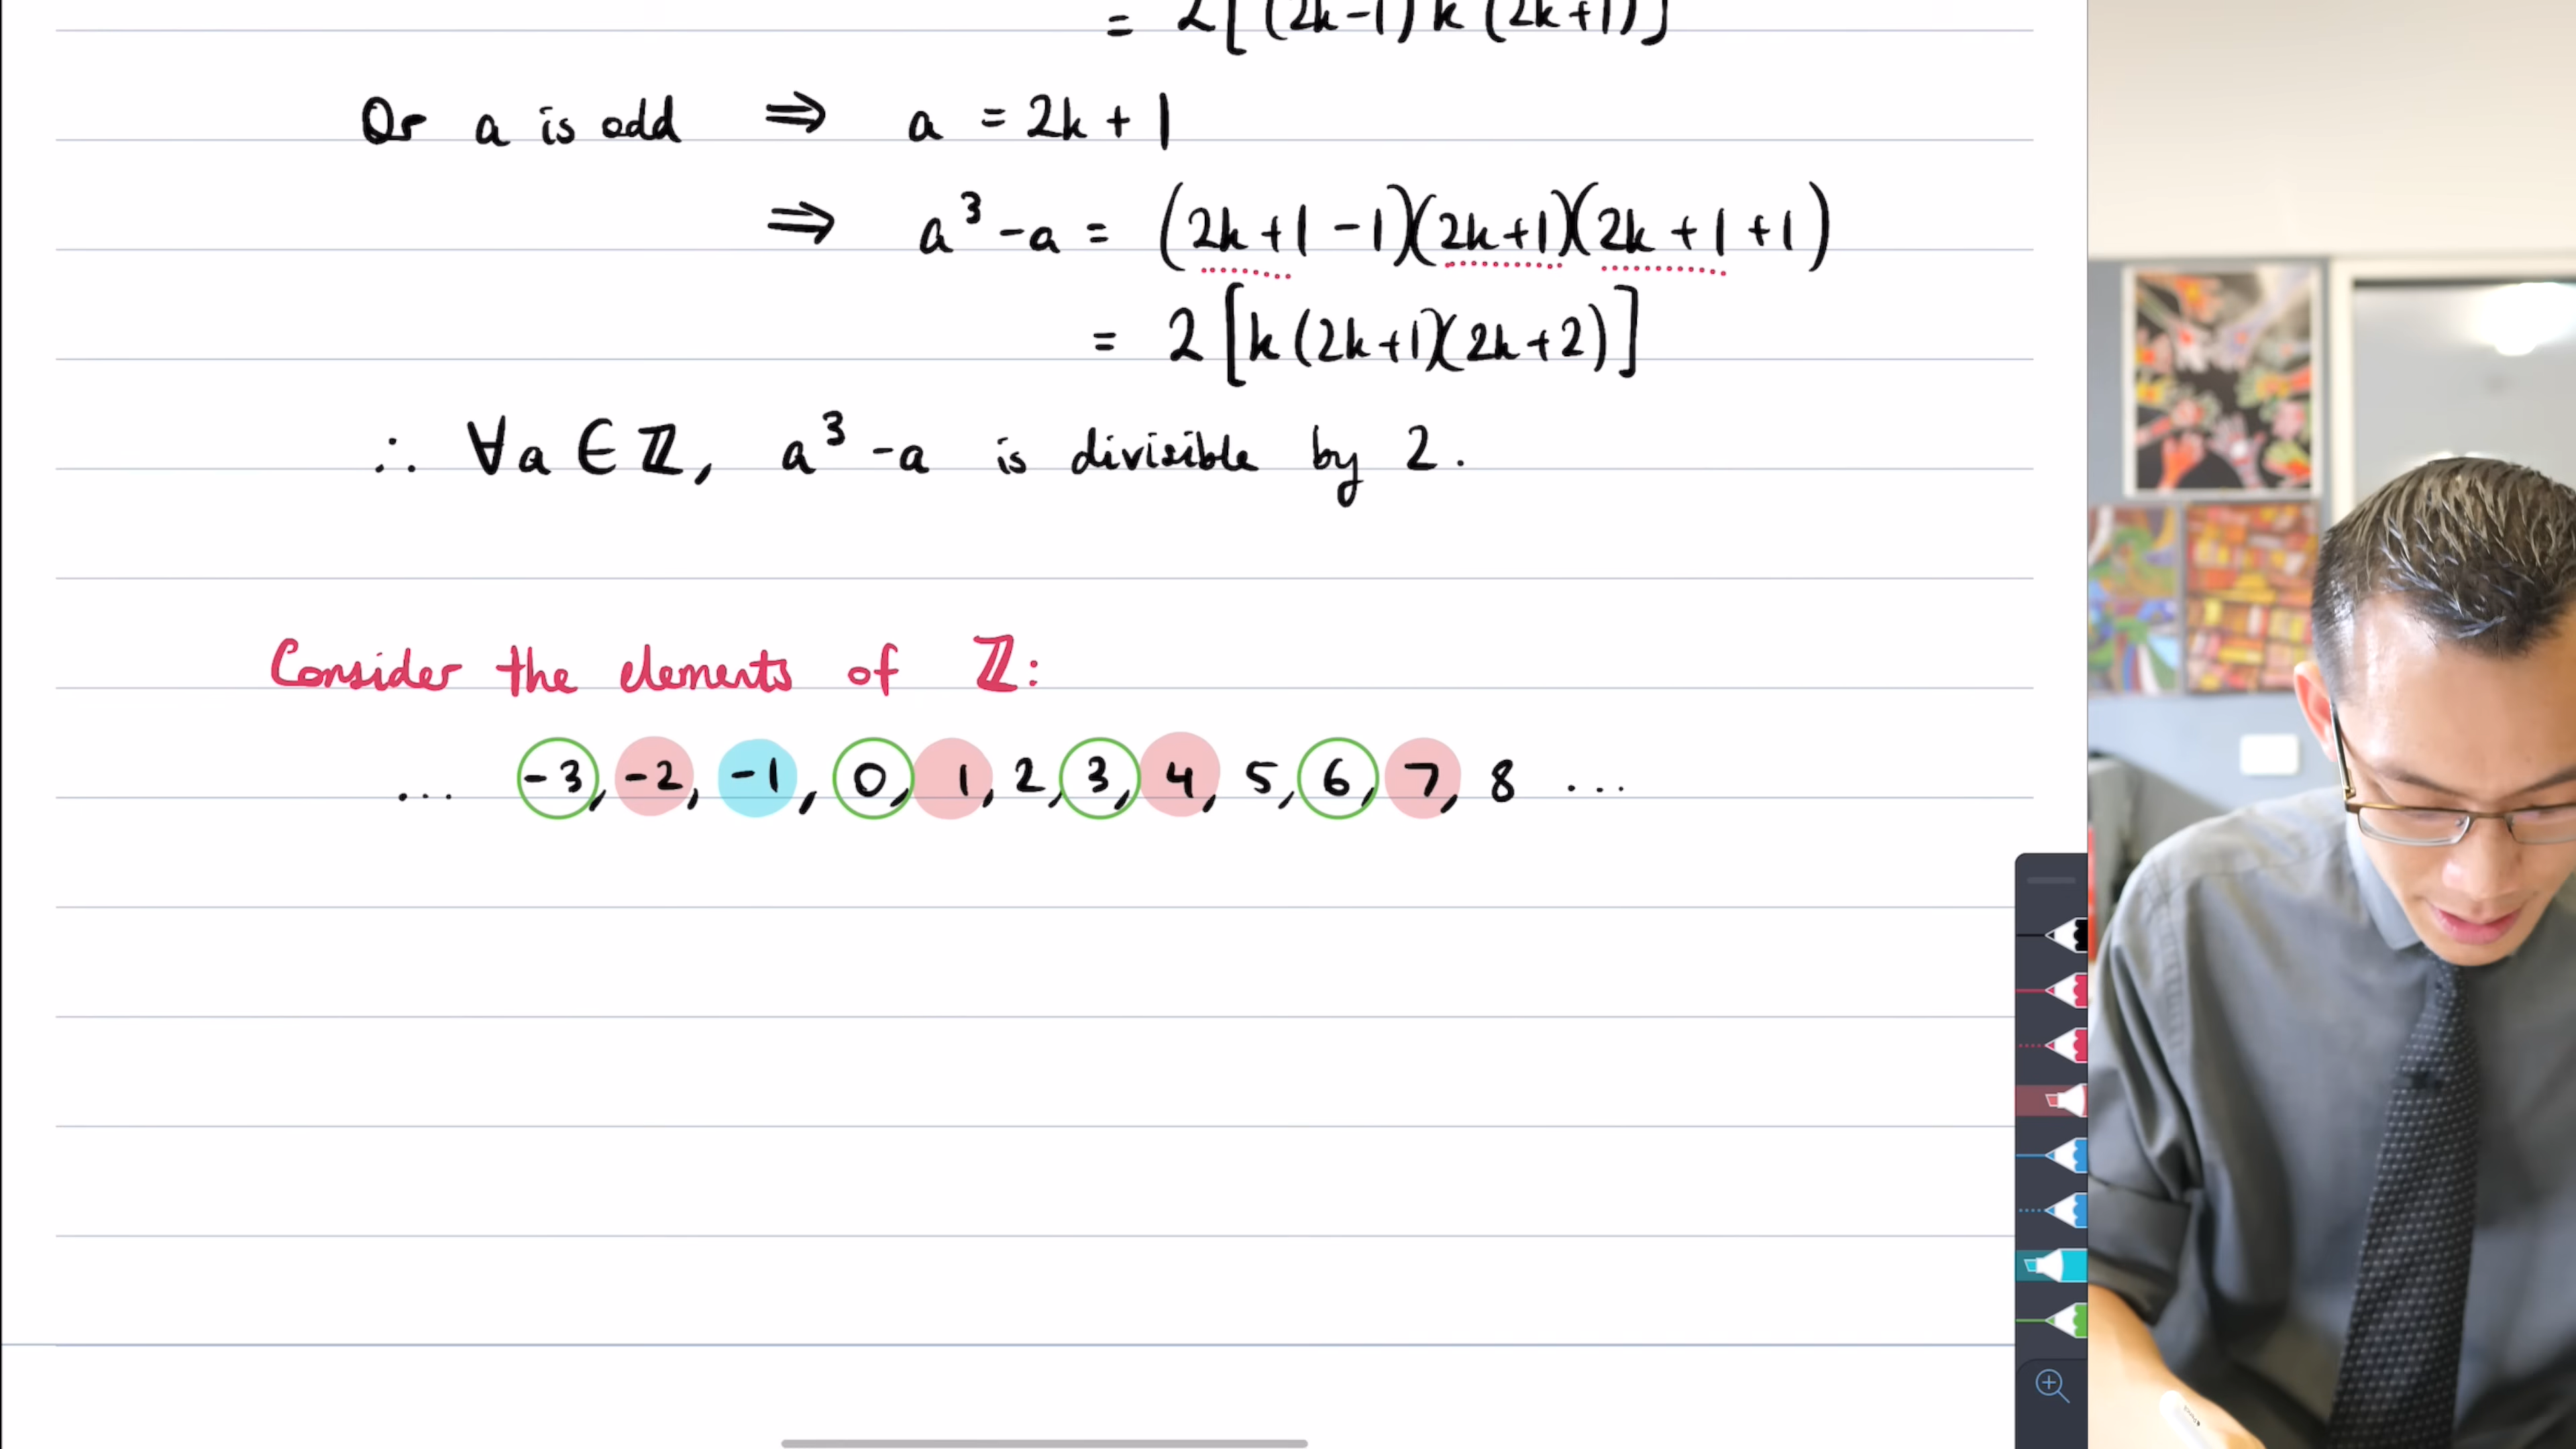 = 2[(2k-1)k(2k+1)]
Or a is odd ⇒ a = 2k + 1
⇒ a³ - a = (2k+1-1)(2k+1)(2k+1+1)
= 2[k(2k+1)(2k+2)]
∴ ∀a ∈ ℤ, a³ - a is divisible by 2.
Consider the elements of ℤ:
... -3, -2, -1, 0, 1, 2, 3, 4, 5, 6, 7, 8 ...